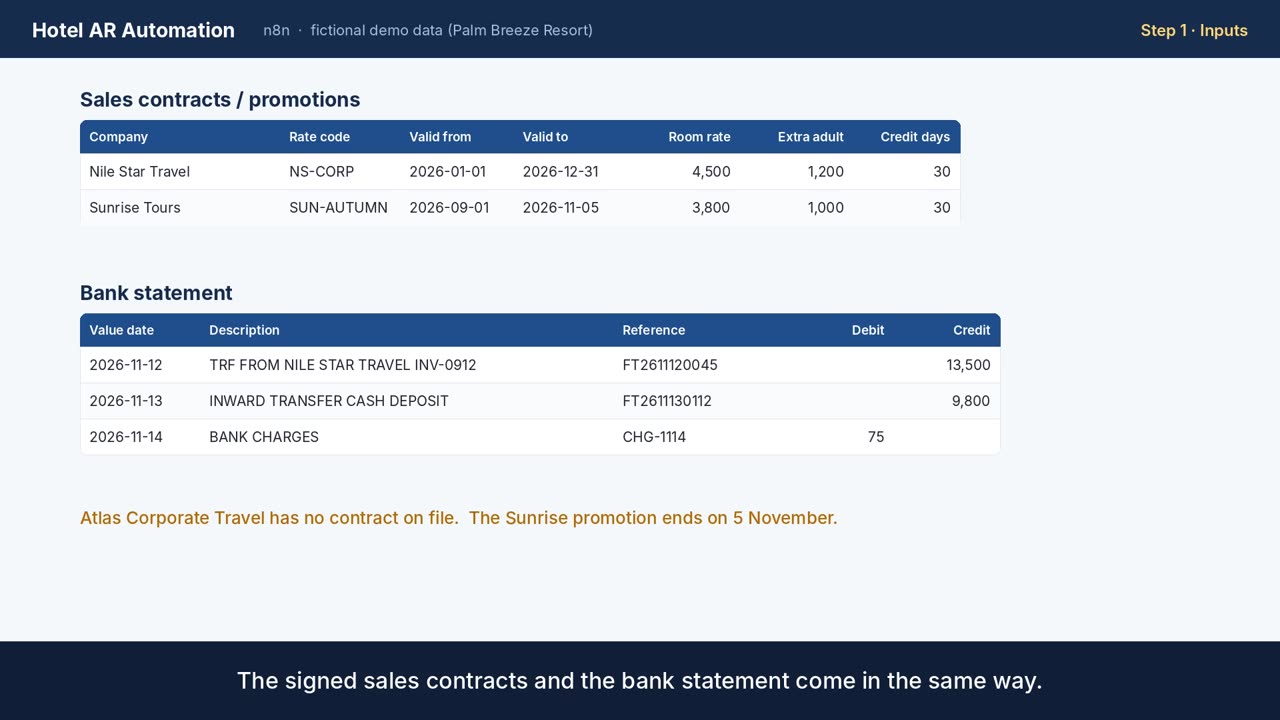 Hotel AR Automation n8n · fictional demo data (Palm Breeze Resort) Step 1 · Inputs
Sales contracts / promotions
Company Rate code Valid from Valid to Room rate Extra adult Credit days
Nile Star Travel NS-CORP 2026-01-01 2026-12-31 4,500 1,200 30
Sunrise Tours SUN-AUTUMN 2026-09-01 2026-11-05 3,800 1,000 30
Bank statement
Value date Description Reference Debit Credit
2026-11-12 TRF FROM NILE STAR TRAVEL INV-0912 FT2611120045 13,500
2026-11-13 INWARD TRANSFER CASH DEPOSIT FT2611130112 9,800
2026-11-14 BANK CHARGES CHG-1114 75
Atlas Corporate Travel has no contract on file. The Sunrise promotion ends on 5 November.
The signed sales contracts and the bank statement come in the same way.